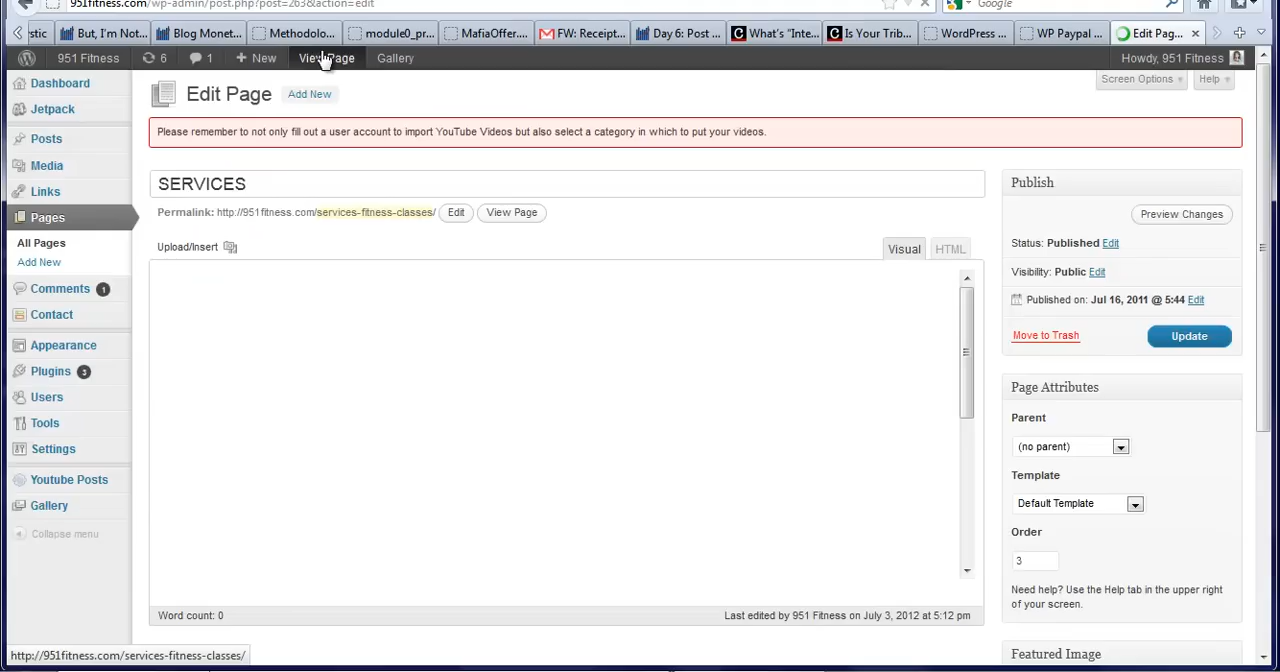 951fitness.com/wp-admin/post.php?post=263&action=edit
Google
stic
But, I'm Not...
Blog Monet...
Methodolo...
module0_pr...
MafiaOffer....
FW: Receipt...
Day 6: Post ...
What's "Inte...
Is Your Trib...
WordPress ...
WP Paypal ...
Edit Pag...
951 Fitness
6
1
+ New
View Page
Gallery
Howdy, 951 Fitness
Dashboard
Jetpack
Posts
Media
Links
Pages
All Pages
Add New
Comments 1
Contact
Appearance
Plugins 3
Users
Tools
Settings
Youtube Posts
Gallery
Collapse menu
Edit Page
Add New
Screen Options
Help
Please remember to not only fill out a user account to import YouTube Videos but also select a category in which to put your videos.
SERVICES
Permalink: http://951fitness.com/services-fitness-classes/
Edit
View Page
Upload/Insert
Visual
HTML
Word count: 0
Last edited by 951 Fitness on July 3, 2012 at 5:12 pm
Publish
Preview Changes
Status: Published Edit
Visibility: Public Edit
Published on: Jul 16, 2011 @ 5:44 Edit
Move to Trash
Update
Page Attributes
Parent
(no parent)
Template
Default Template
Order
3
Need help? Use the Help tab in the upper right
of your screen.
Featured Image
http://951fitness.com/services-fitness-classes/